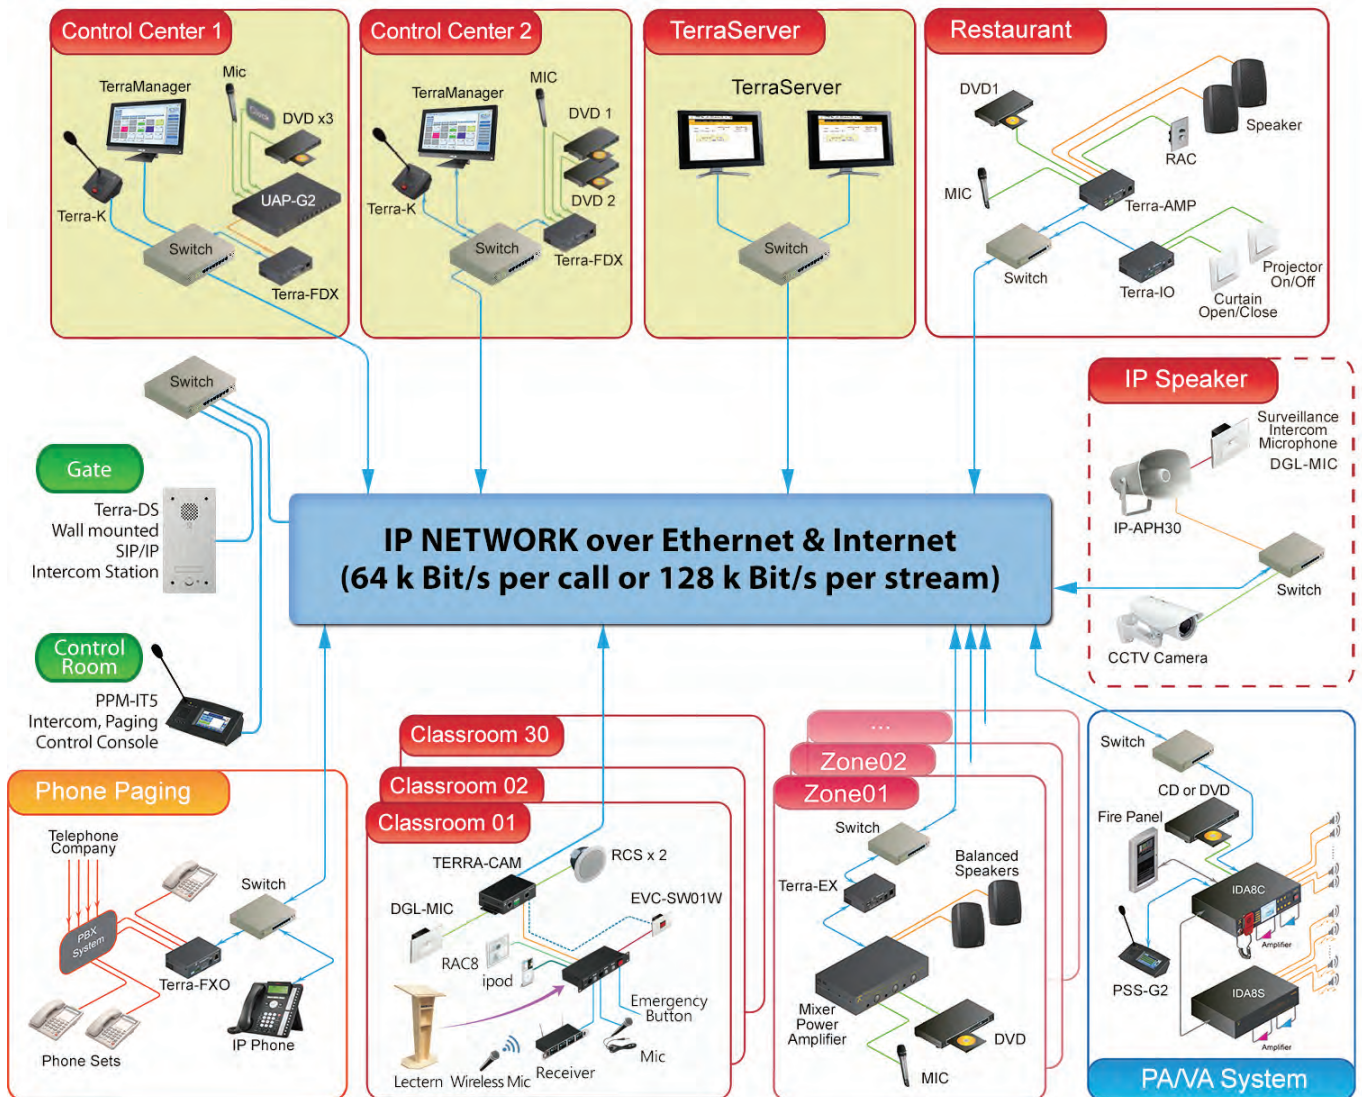 Control Center 1
TerraManager
Mic
Clock
DVD x3
UAP-G2
Terra-K
Switch
Terra-FDX
Control Center 2
TerraManager
MIC
DVD 1
DVD 2
Terra-K
Switch
Terra-FDX
TerraServer
TerraServer
Switch
Restaurant
DVD1
Speaker
RAC
MIC
Terra-AMP
Switch
Terra-IO
Projector
On/Off
Curtain
Open/Close
Switch
Gate
Terra-DS
Wall mounted
SIP/IP
Intercom Station
Control
Room
PPM-IT5
Intercom, Paging
Control Console
IP NETWORK over Ethernet & Internet
(64 k Bit/s per call or 128 k Bit/s per stream)
IP Speaker
Surveillance
Intercom
Microphone
DGL-MIC
IP-APH30
Switch
CCTV Camera
Phone Paging
Telephone
Company
Switch
PBX
System
Terra-FXO
Phone Sets
IP Phone
Classroom 30
Classroom 02
Classroom 01
TERRA-CAM
RCS x 2
DGL-MIC
EVC-SW01W
RAC8
ipod
Emergency
Button
Mic
Lectern
Wireless Mic
Receiver
...
Zone02
Zone01
Switch
Balanced
Speakers
Terra-EX
Mixer
Power
Amplifier
DVD
MIC
Switch
CD or DVD
Fire Panel
IDA8C
Amplifier
PSS-G2
IDA8S
Amplifier
PA/VA System